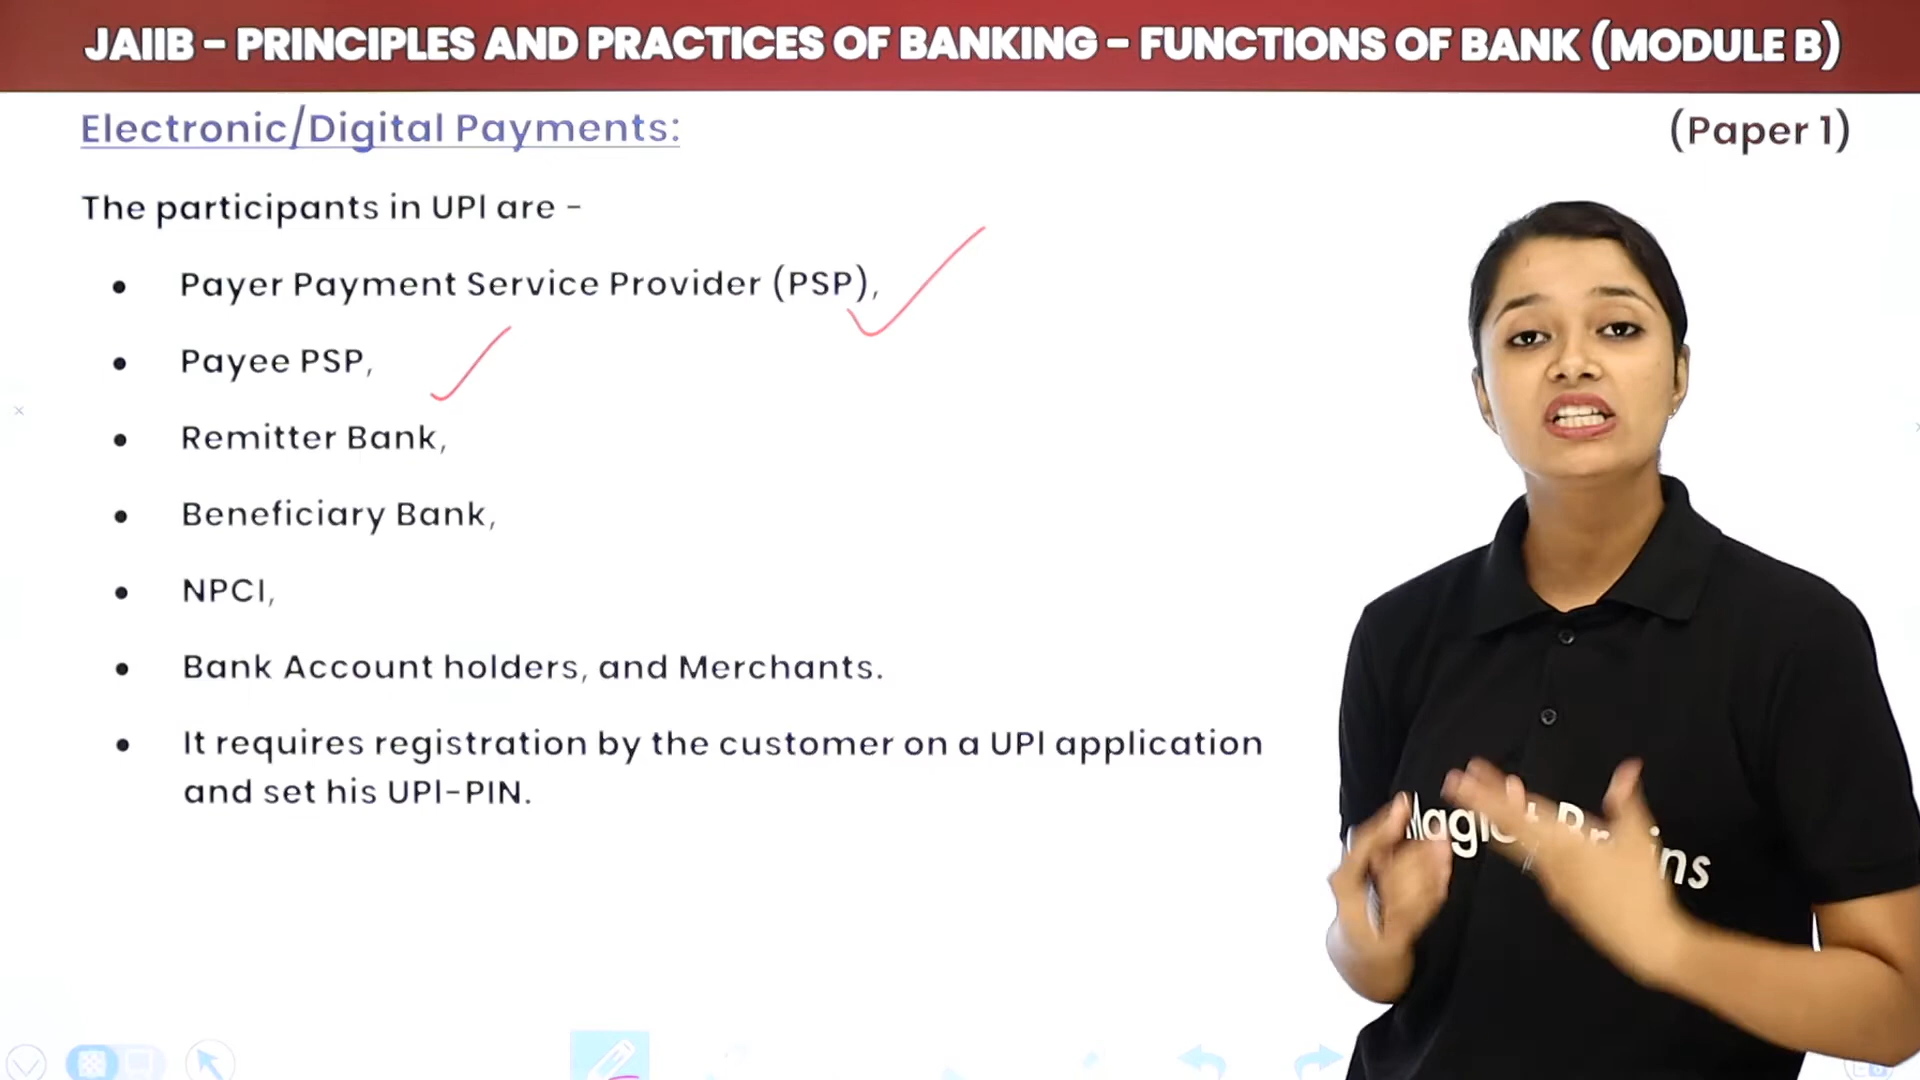 JAIIB - PRINCIPLES AND PRACTICES OF BANKING - FUNCTIONS OF BANK (MODULE B)
Electronic/Digital Payments:
(Paper 1)
The participants in UPI are -
• Payer Payment Service Provider (PSP),
• Payee PSP,
• Remitter Bank,
• Beneficiary Bank,
• NPCI,
• Bank Account holders, and Merchants.
• It requires registration by the customer on a UPI application
and set his UPI-PIN.